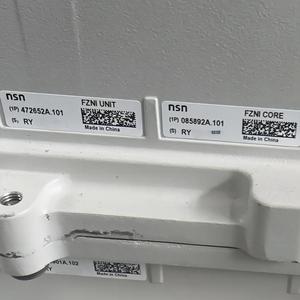 nsn FZNI UNIT
(1P) 472652A.101
(S) RY
Made in China
nsn FZNI CORE
(1P) 085892A.101
(S) RY
Made in China
RY